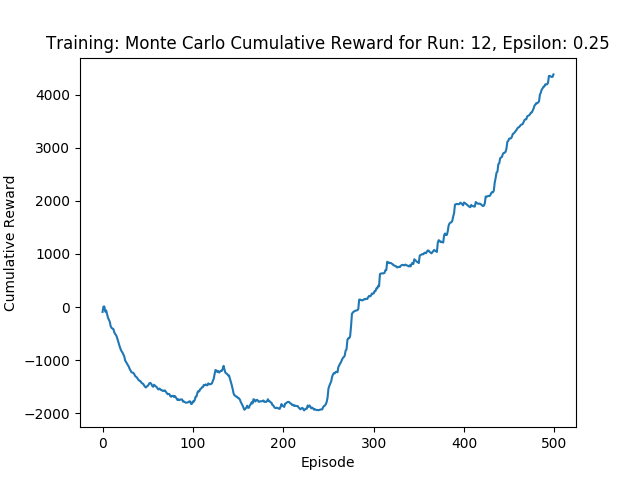 Training: Monte Carlo Cumulative Reward for Run: 12, Epsilon: 0.25
4000
3000
2000
1000
0
−1000
−2000
Cumulative Reward
0 100 200 300 400 500
Episode